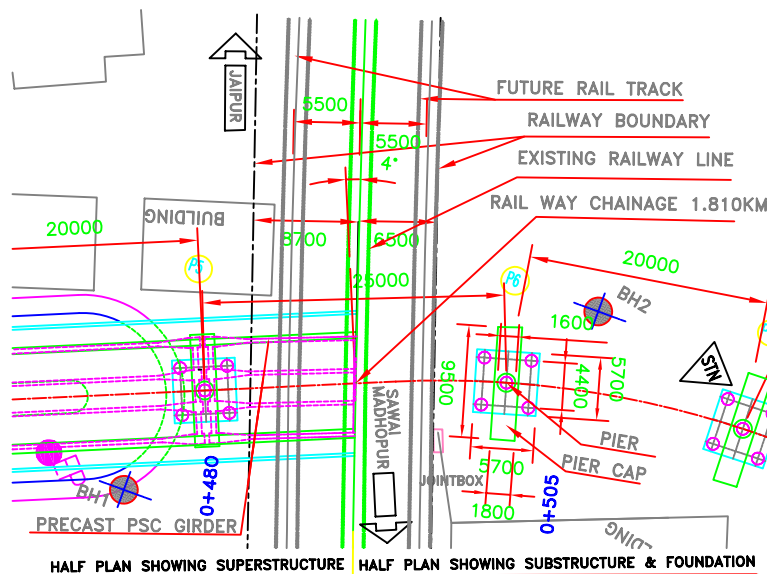 JAIPUR
FUTURE RAIL TRACK
5500
RAILWAY BOUNDARY
5500
4°
EXISTING RAILWAY LINE
RAIL WAY CHAINAGE 1.810KM
BUILDING
20000
8700
6500
P5
P6
25000
20000
BH2
1600
9500
4400
5700
STN
SAWAI
MADHOPUR
PIER
PIER CAP
5700
JOINTBOX
0+480
0+505
BH1
1800
PRECAST PSC GIRDER
LDING
HALF PLAN SHOWING SUPERSTRUCTURE
HALF PLAN SHOWING SUBSTRUCTURE & FOUNDATION